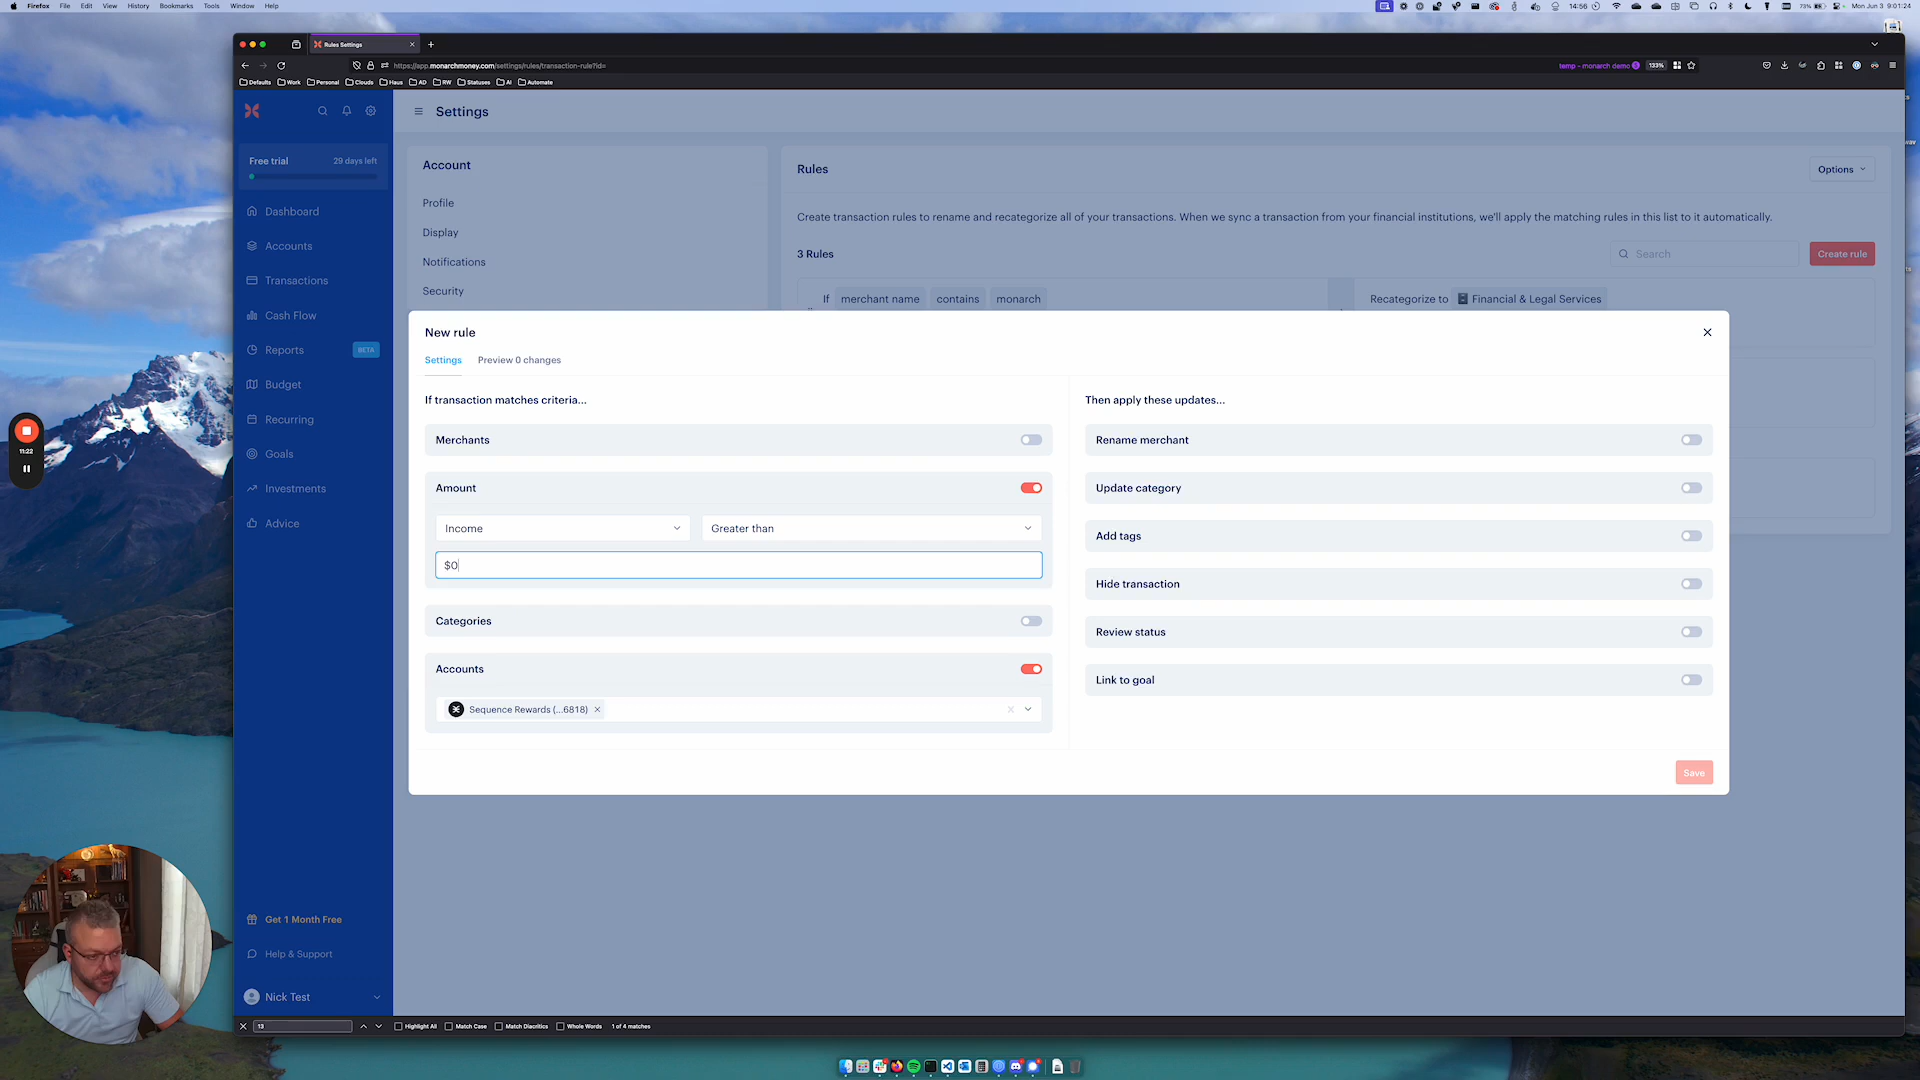 Firefox File Edit View History Bookmarks Tools Window Help
14:56
73%
Mon Jun 3 9:01:24
Rules Settings
https://app.monarchmoney.com/settings/rules/transaction-rule?id=
temp - monarch demo
133%
Defaults Work Personal Clouds Haus AD RW Statuses AI Automate
Settings
Free trial
29 days left
Dashboard
Accounts
Transactions
Cash Flow
Reports
BETA
Budget
Recurring
Goals
Investments
Advice
Get 1 Month Free
Help & Support
Nick Test
Account
Profile
Display
Notifications
Security
Rules
Options
Create transaction rules to rename and recategorize all of your transactions. When we sync a transaction from your financial institutions, we'll apply the matching rules in this list to it automatically.
3 Rules
Search
Create rule
If merchant name contains monarch
Recategorize to Financial & Legal Services
New rule
Settings
Preview 0 changes
If transaction matches criteria...
Merchants
Amount
Income
Greater than
$0
Categories
Accounts
Sequence Rewards (...6818)
Then apply these updates...
Rename merchant
Update category
Add tags
Hide transaction
Review status
Link to goal
Save
11:22
13
Highlight All Match Case Match Diacritics Whole Words 1 of 4 matches